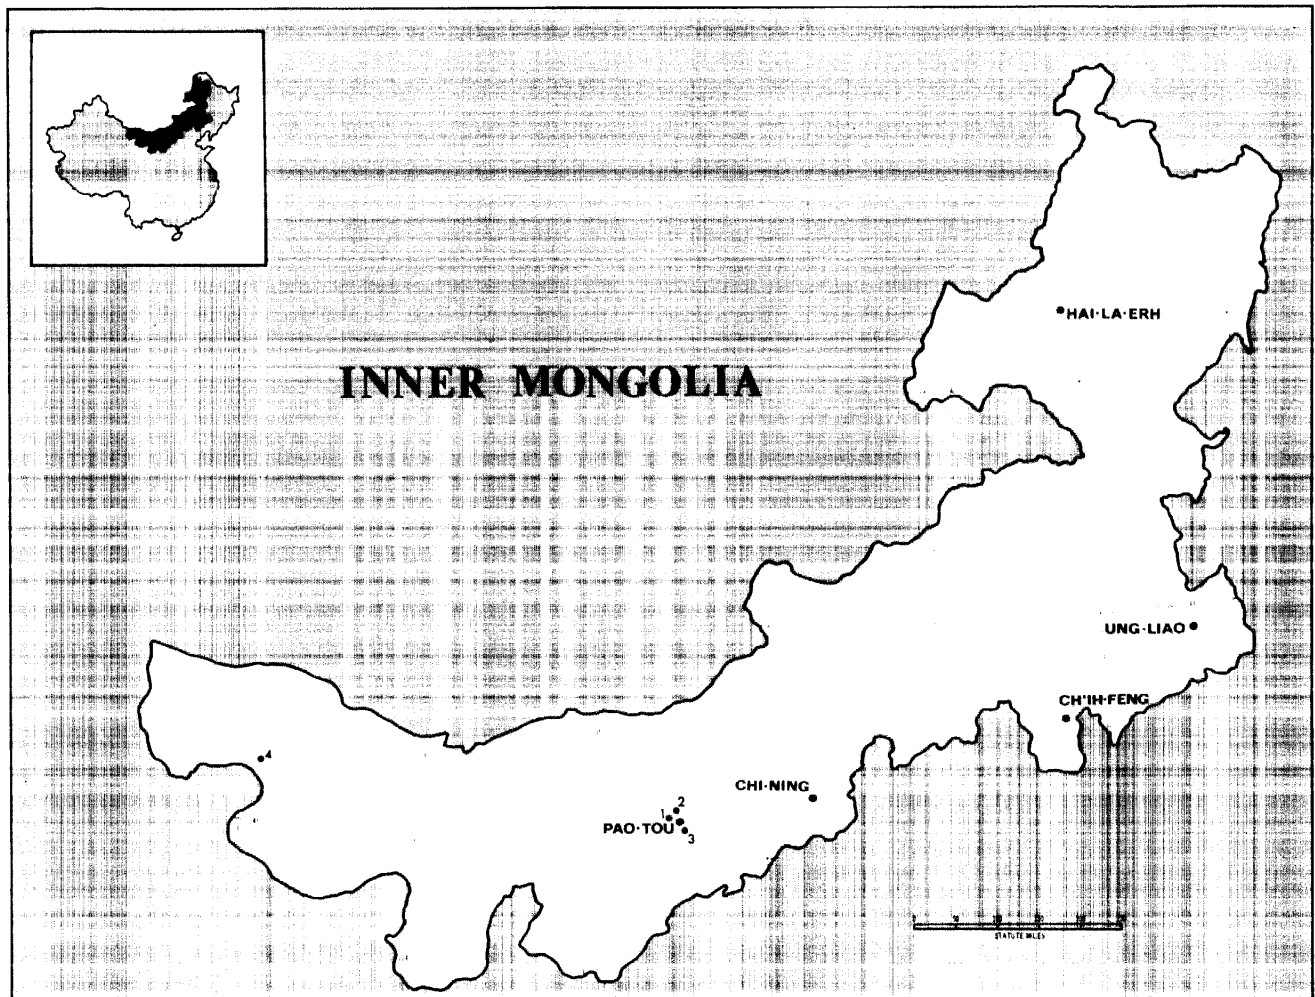 INNER MONGOLIA
HAI·LA·ERH
UNG·LIAO
CH'IH·FENG
4
CHI·NING
2
1
PAO·TOU
3
STATUTE MILES